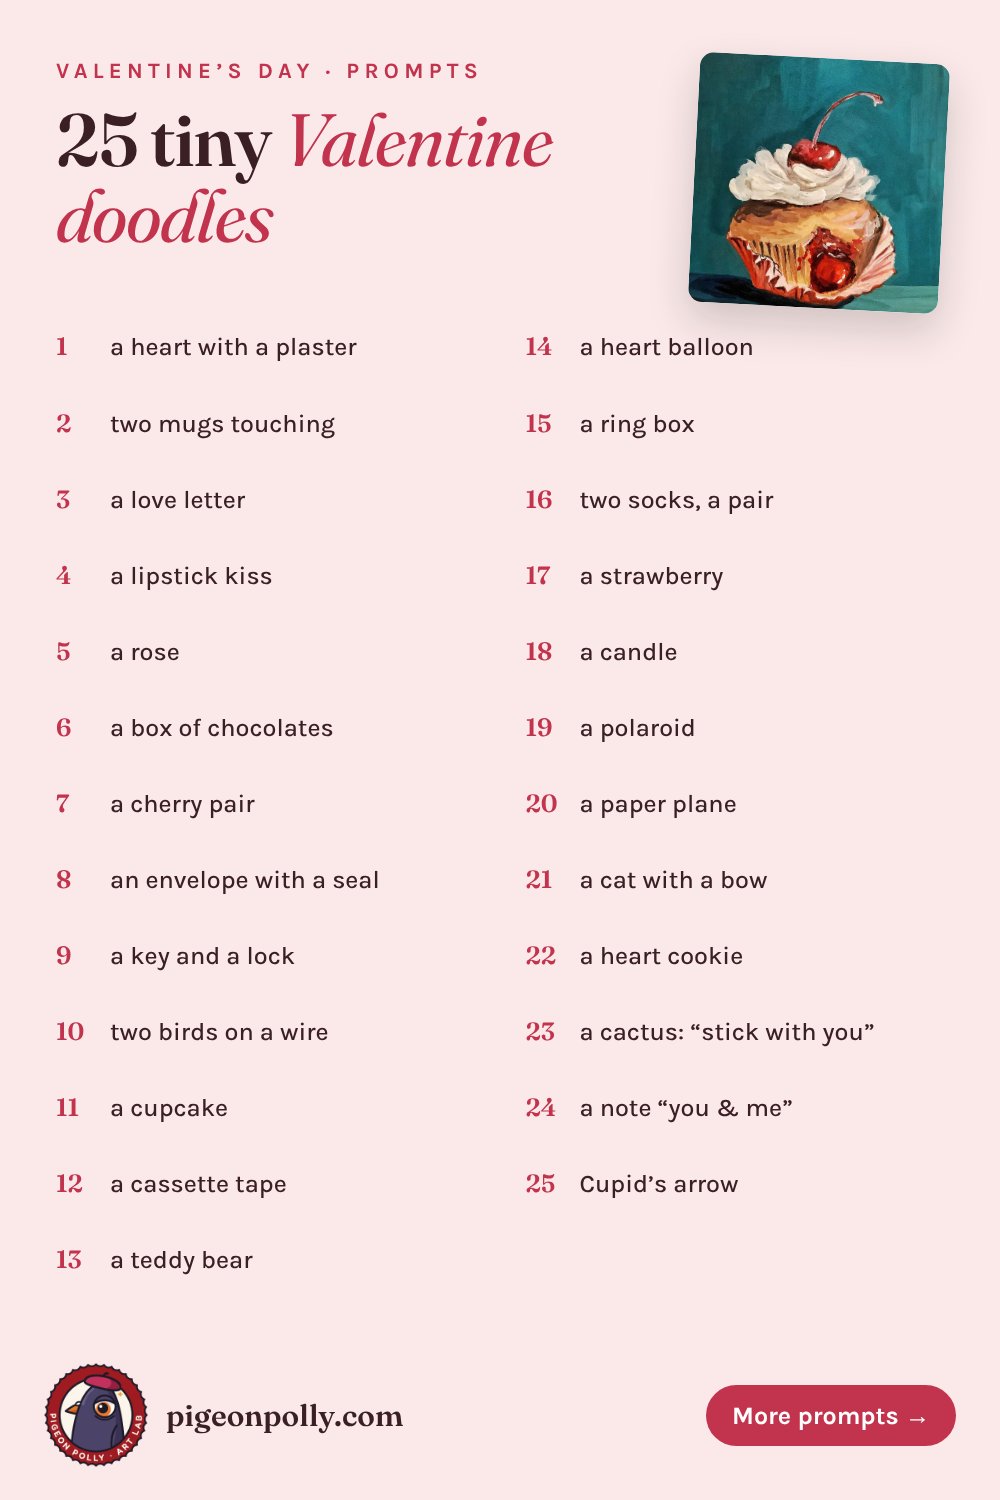 VALENTINE’S DAY · PROMPTS
25 tiny Valentine
doodles
1 a heart with a plaster
2 two mugs touching
3 a love letter
4 a lipstick kiss
5 a rose
6 a box of chocolates
7 a cherry pair
8 an envelope with a seal
9 a key and a lock
10 two birds on a wire
11 a cupcake
12 a cassette tape
13 a teddy bear
14 a heart balloon
15 a ring box
16 two socks, a pair
17 a strawberry
18 a candle
19 a polaroid
20 a paper plane
21 a cat with a bow
22 a heart cookie
23 a cactus: “stick with you”
24 a note “you & me”
25 Cupid’s arrow
PIGEON POLLY · ART LAB
pigeonpolly.com
More prompts →